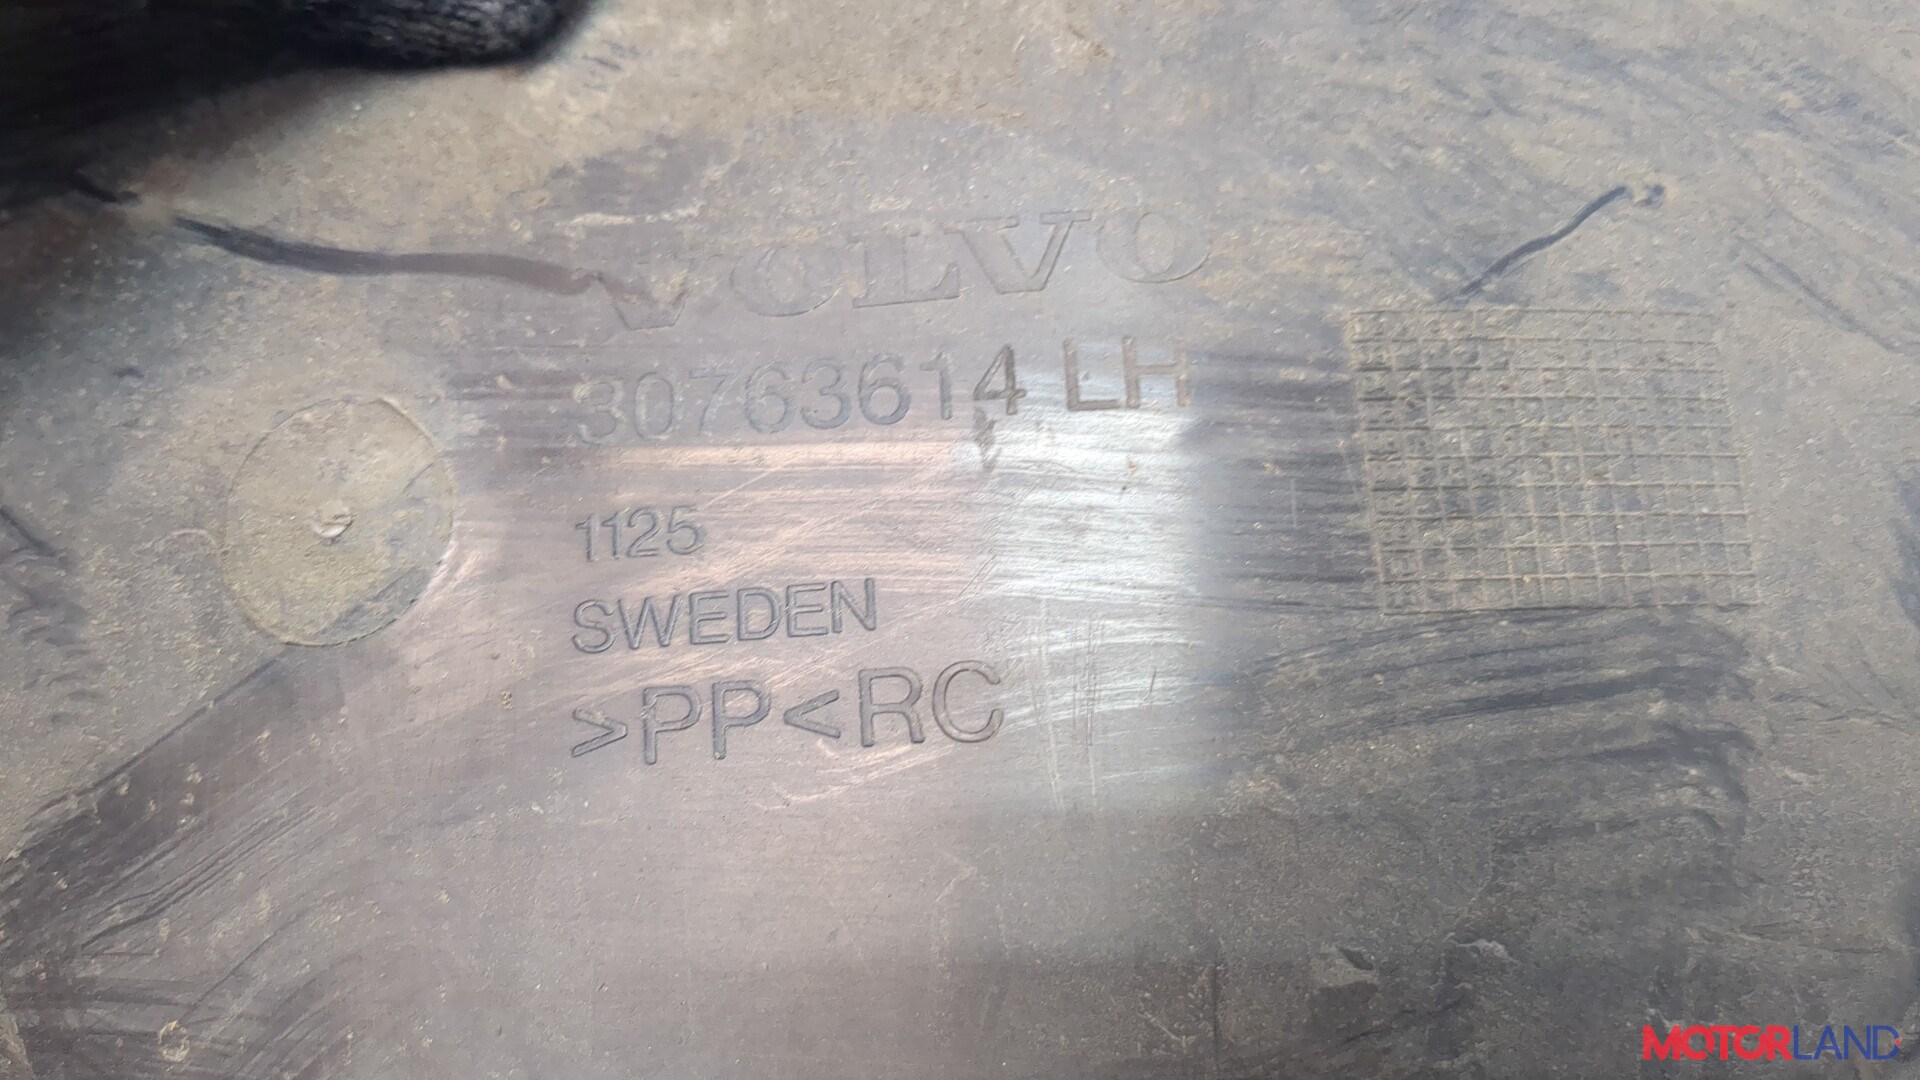 VOLVO
30763614 LH
1125
SWEDEN
>PP<RC
MOTORLAND